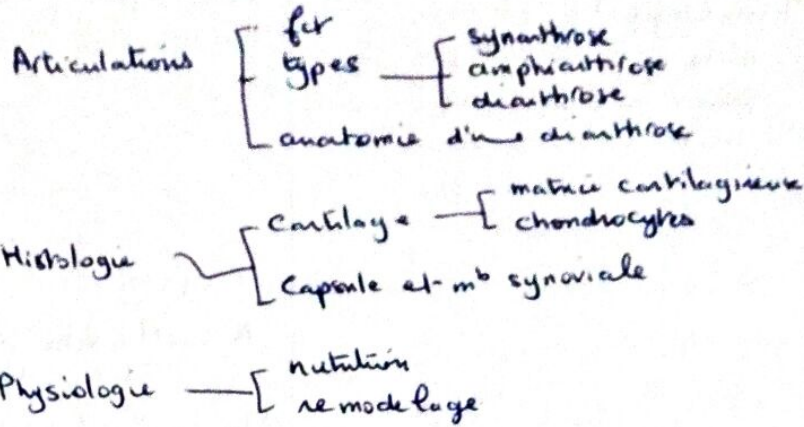 fct
synarthrose
Articulations
types
amphiarthrose
diarthrose
anatomie d'une diarthrose
matrice cartilagineuse
Cartilage
chondrocytes
Histologie
Capsule et mb synoviale
nutrition
Physiologie
remodelage